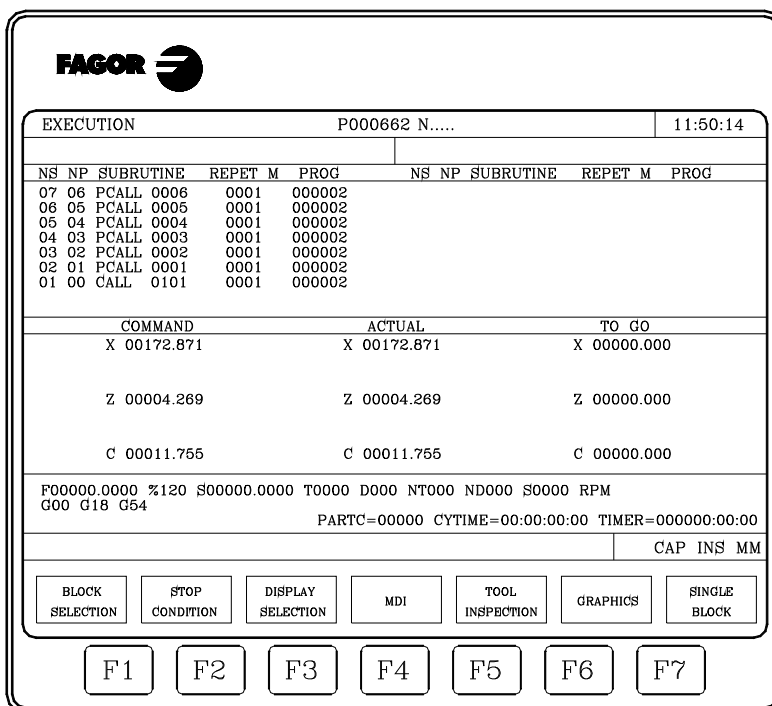 FAGOR
EXECUTION P000662 N..... 11:50:14
NS NP SUBRUTINE REPET M PROG NS NP SUBRUTINE REPET M PROG
07 06 PCALL 0006 0001 000002
06 05 PCALL 0005 0001 000002
05 04 PCALL 0004 0001 000002
04 03 PCALL 0003 0001 000002
03 02 PCALL 0002 0001 000002
02 01 PCALL 0001 0001 000002
01 00 CALL 0101 0001 000002
COMMAND ACTUAL TO GO
X 00172.871 X 00172.871 X 00000.000
Z 00004.269 Z 00004.269 Z 00000.000
C 00011.755 C 00011.755 C 00000.000
F00000.0000 %120 S00000.0000 T0000 D000 NT000 ND000 S0000 RPM
G00 G18 G54
PARTC=00000 CYTIME=00:00:00:00 TIMER=000000:00:00
CAP INS MM
BLOCK SELECTION
STOP CONDITION
DISPLAY SELECTION
MDI
TOOL INSPECTION
GRAPHICS
SINGLE BLOCK
F1 F2 F3 F4 F5 F6 F7